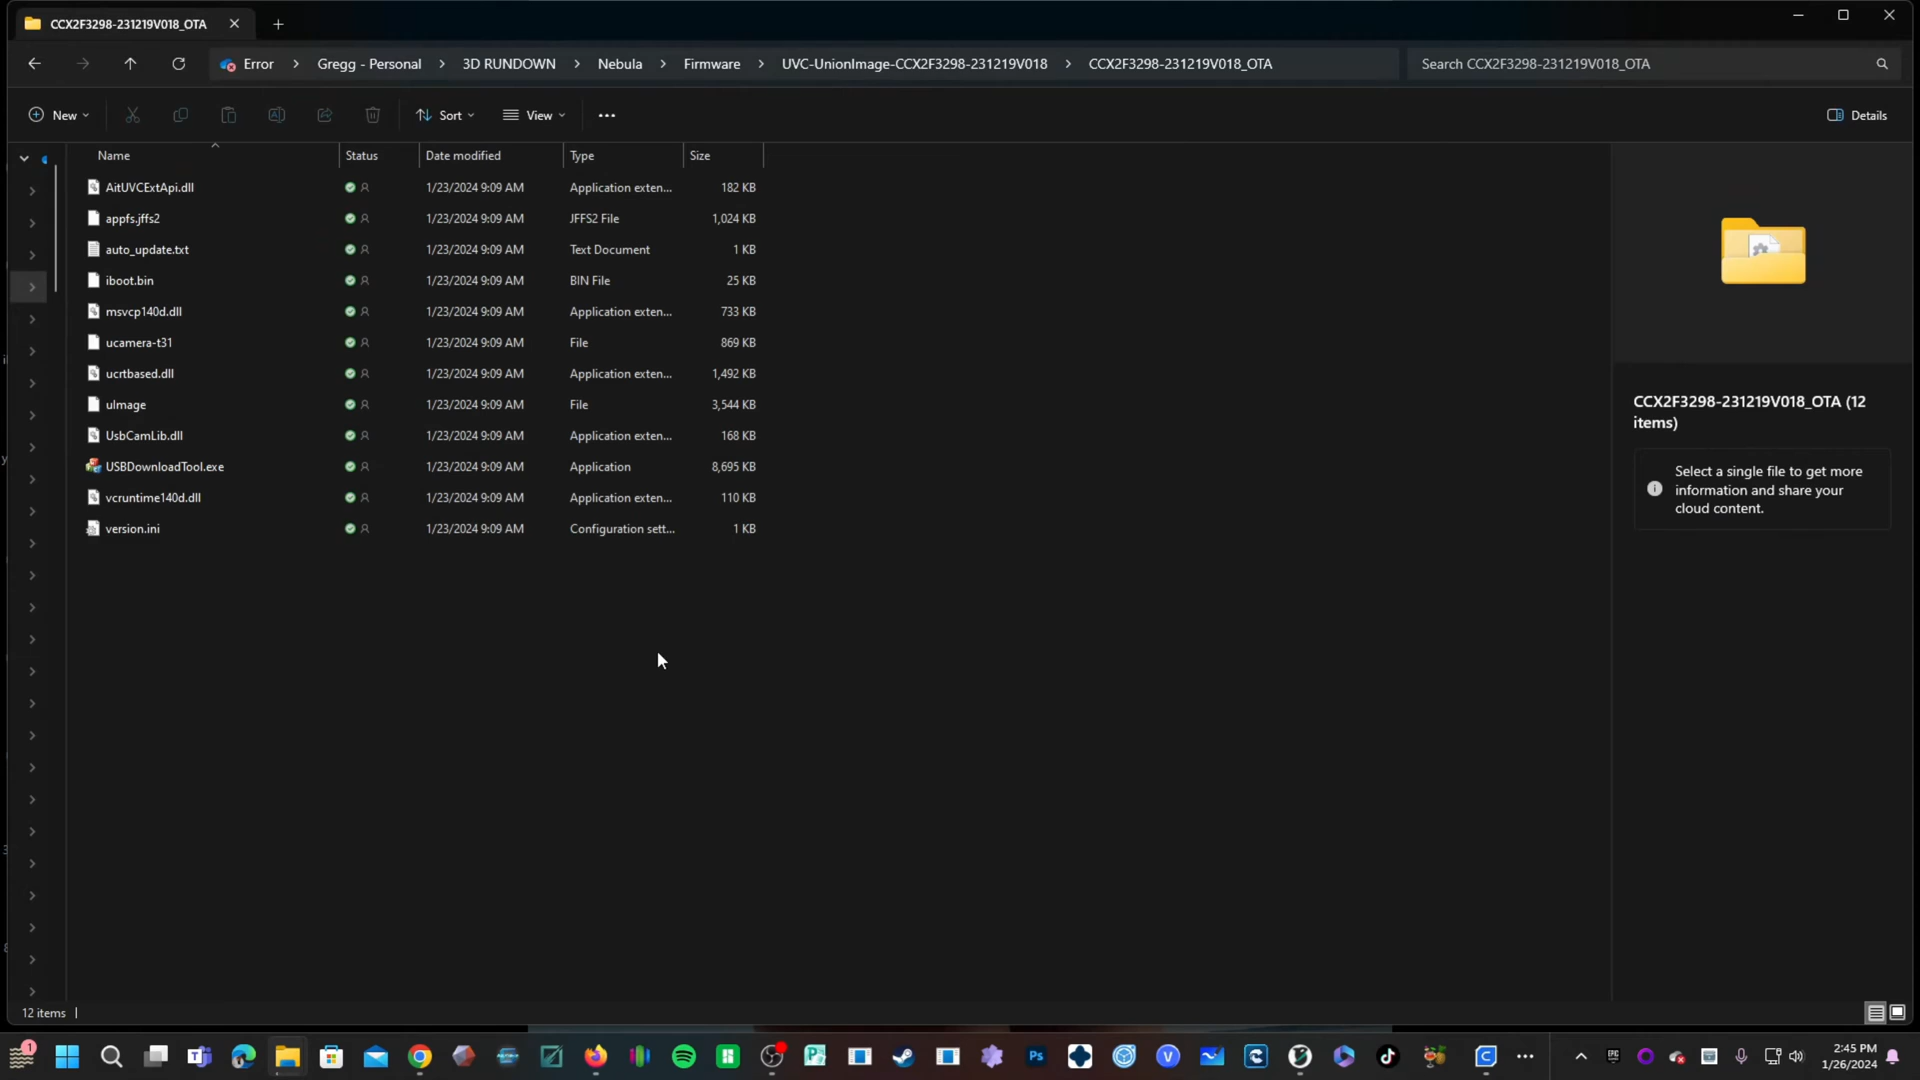 CCX2F3298-231219V018_OTA
Error > Gregg - Personal > 3D RUNDOWN > Nebula > Firmware > UVC-UnionImage-CCX2F3298-231219V018 > CCX2F3298-231219V018_OTA
Search CCX2F3298-231219V018_OTA
New Sort View ... Details
Name Status Date modified Type Size
AitUVCExtApi.dll 1/23/2024 9:09 AM Application exten... 182 KB
appfs.jffs2 1/23/2024 9:09 AM JFFS2 File 1,024 KB
auto_update.txt 1/23/2024 9:09 AM Text Document 1 KB
iboot.bin 1/23/2024 9:09 AM BIN File 25 KB
msvcp140d.dll 1/23/2024 9:09 AM Application exten... 733 KB
ucamera-t31 1/23/2024 9:09 AM File 869 KB
ucrtbased.dll 1/23/2024 9:09 AM Application exten... 1,492 KB
uImage 1/23/2024 9:09 AM File 3,544 KB
UsbCamLib.dll 1/23/2024 9:09 AM Application exten... 168 KB
USBDownloadTool.exe 1/23/2024 9:09 AM Application 8,695 KB
vcruntime140d.dll 1/23/2024 9:09 AM Application exten... 110 KB
version.ini 1/23/2024 9:09 AM Configuration sett... 1 KB
CCX2F3298-231219V018_OTA (12
items)
Select a single file to get more
information and share your
cloud content.
12 items
1
Ps
2:45 PM
1/26/2024